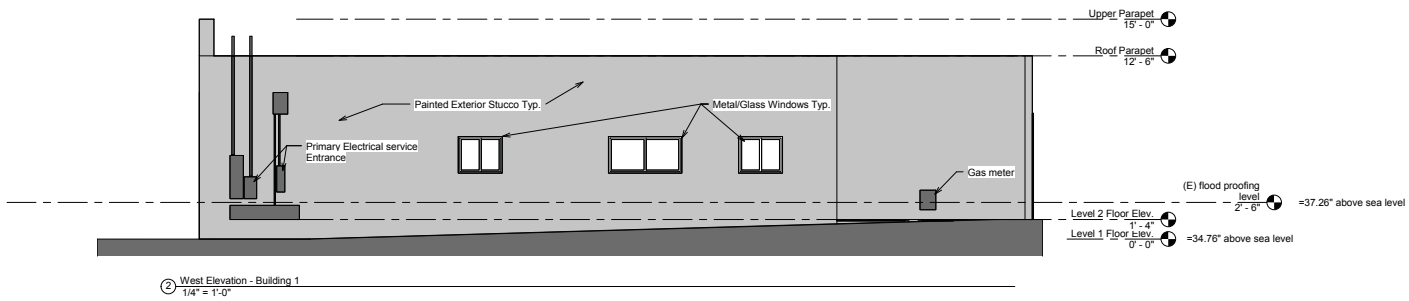 Upper Parapet
15' - 0"
Roof Parapet
12' - 6"
Painted Exterior Stucco Typ.
Metal/Glass Windows Typ.
Primary Electrical service
Entrance
Gas meter
(E) flood proofing
level
2' - 6"
=37.26" above sea level
Level 2 Floor Elev.
1' - 4"
Level 1 Floor Elev.
0' - 0"
=34.76" above sea level
2
West Elevation - Building 1
1/4" = 1'-0"